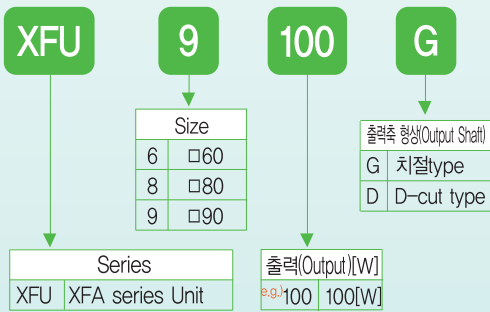 XFU 9 100 G
Size
6 □60
8 □80
9 □90
출력축 형상(Output Shaft)
G 치절type
D D-cut type
Series
XFU XFA series Unit
출력(Output)[W]
e.g.)100 100[W]